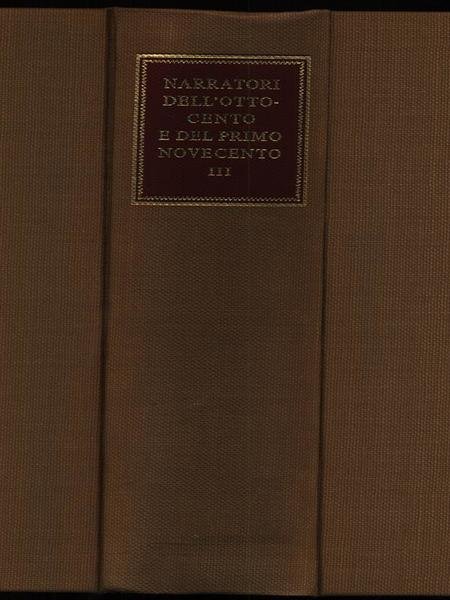 NARRATORI
DELL'OTTO-
CENTO
E DEL PRIMO
NOVECENTO
III